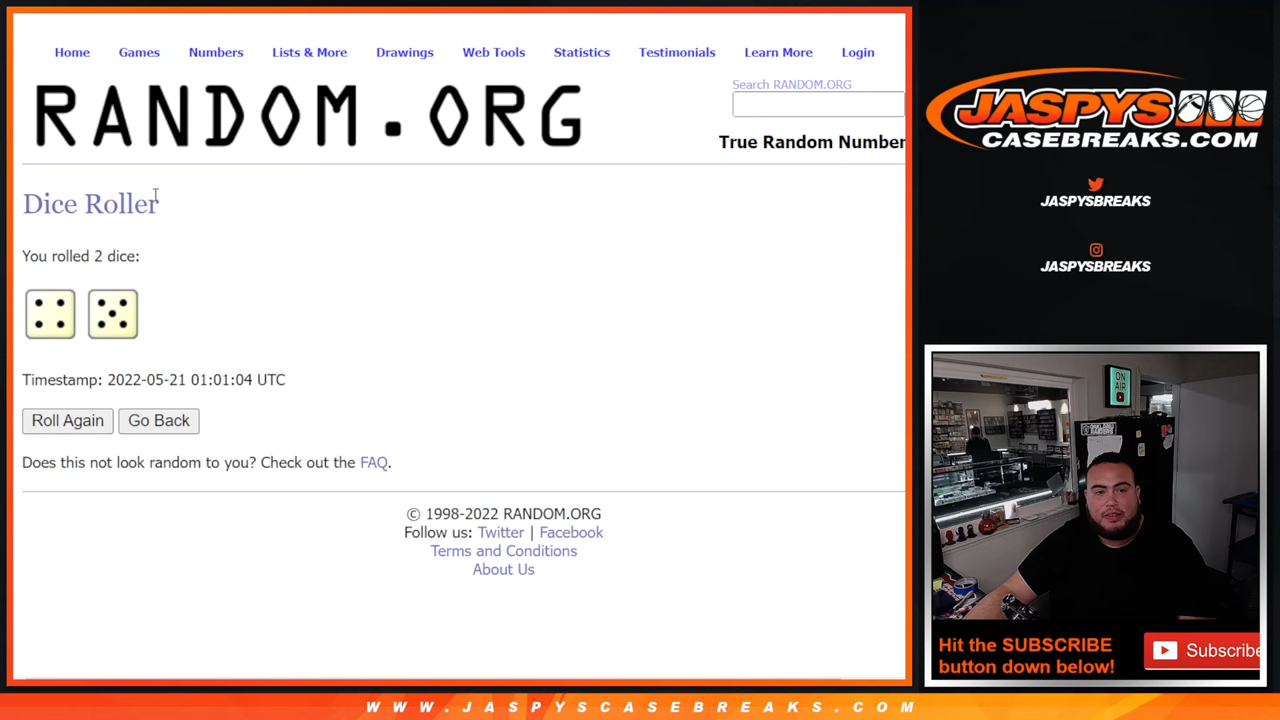 Home Games Numbers Lists & More Drawings Web Tools Statistics Testimonials Learn More Login
RANDOM.ORG
Search RANDOM.ORG
True Random Number
Dice Roller
You rolled 2 dice:
Timestamp: 2022-05-21 01:01:04 UTC
Roll Again Go Back
Does this not look random to you? Check out the FAQ.
© 1998-2022 RANDOM.ORG
Follow us: Twitter | Facebook
Terms and Conditions
About Us
JASPYS
CASEBREAKS.COM
JASPYSBREAKS
JASPYSBREAKS
ON
AIR
Hit the SUBSCRIBE
button down below!
Subscribe
WWW.JASPYSCASEBREAKS.COM